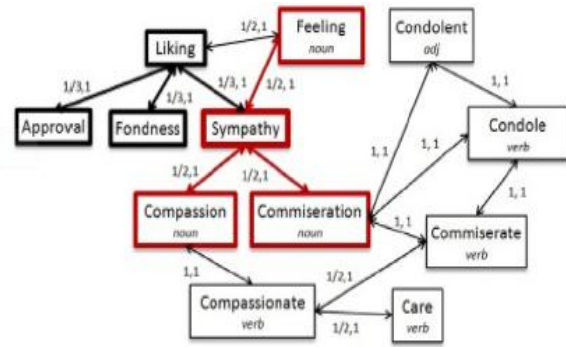 Feeling
noun
Liking
1/2,1
Condolent
adj
1/3,1
1/3,1
1/3, 1
1/2, 1
1, 1
Approval
Fondness
Sympathy
Condole
verb
1, 1
1/2,1
1/2,1
1, 1
1, 1
Compassion
noun
Commiseration
noun
1, 1
Commiserate
verb
1,1
1/2,1
Compassionate
verb
Care
verb
1/2,1